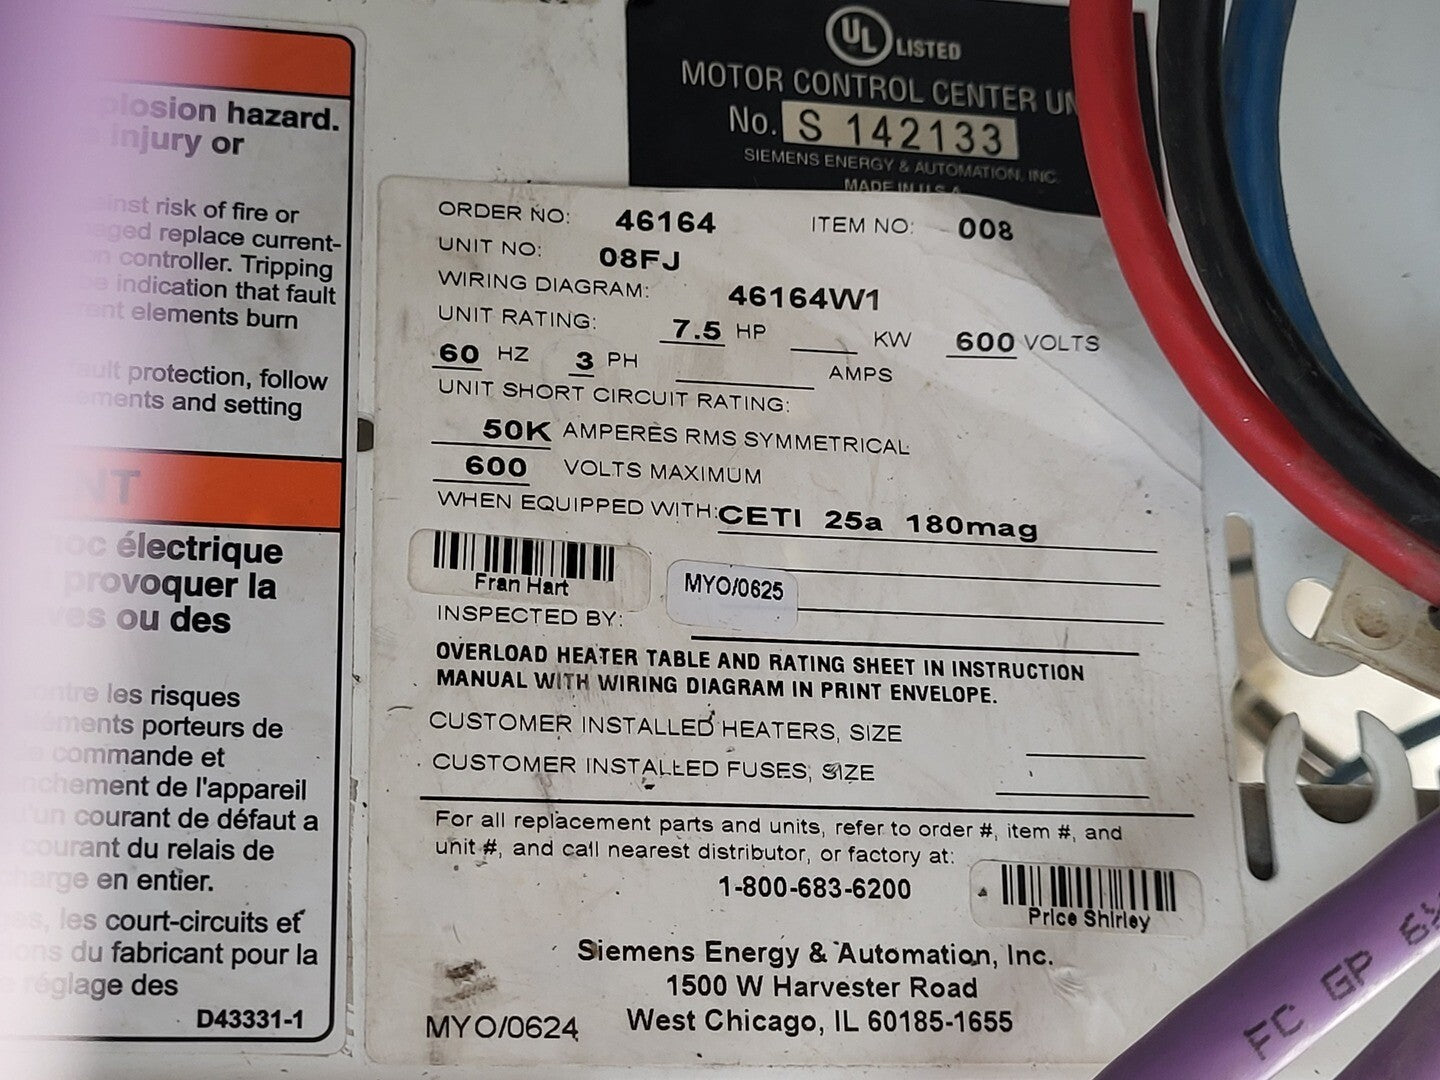 plosion hazard.
injury or
inst risk of fire or
aged replace current-
n controller. Tripping
be indication that fault
rent elements burn
ault protection, follow
ements and setting
NT
oc électrique
provoquer la
ves ou des
ontre les risques
éments porteurs de
commande et
nchement de l'appareil
'un courant de défaut a
courant du relais de
charge en entier.
es, les court-circuits et
ons du fabricant pour la
e réglage des
D43331-1
UL LISTED
MOTOR CONTROL CENTER UN
No. S 142133
SIEMENS ENERGY & AUTOMATION, INC.
MADE IN U.S.A.
ORDER NO: 46164 ITEM NO: 008
UNIT NO: 08FJ
WIRING DIAGRAM: 46164W1
UNIT RATING: 7.5 HP KW 600 VOLTS
60 HZ 3 PH AMPS
UNIT SHORT CIRCUIT RATING:
50K AMPERES RMS SYMMETRICAL
600 VOLTS MAXIMUM
WHEN EQUIPPED WITH: CETI 25a 180mag
Fran Hart
MYO/0625
INSPECTED BY:
OVERLOAD HEATER TABLE AND RATING SHEET IN INSTRUCTION
MANUAL WITH WIRING DIAGRAM IN PRINT ENVELOPE.
CUSTOMER INSTALLED HEATERS, SIZE
CUSTOMER INSTALLED FUSES, SIZE
For all replacement parts and units, refer to order #, item #, and
unit #, and call nearest distributor, or factory at:
1-800-683-6200
Price Shirley
Siemens Energy & Automation, Inc.
1500 W Harvester Road
West Chicago, IL 60185-1655
MYO/0624
FC GP 6X